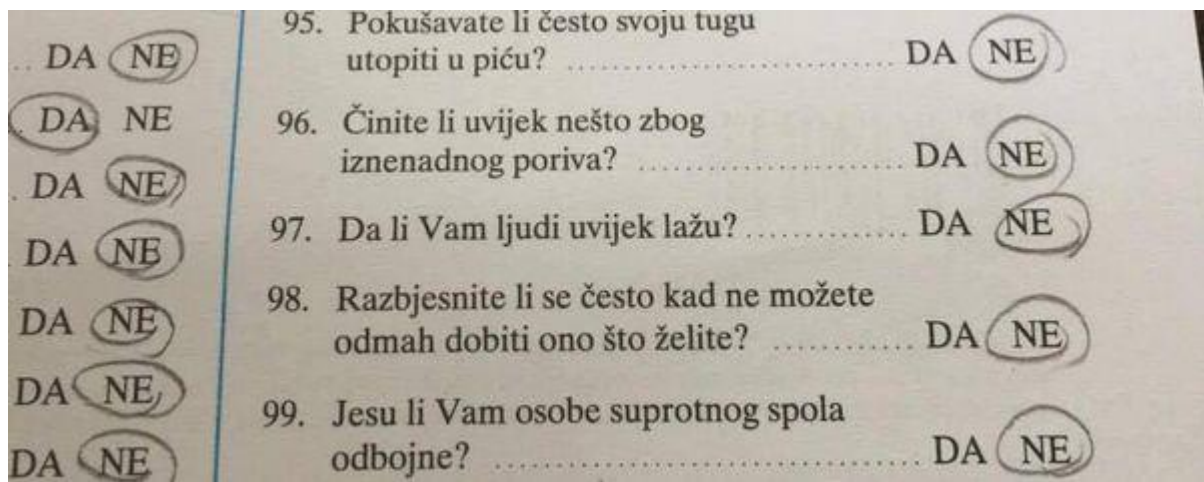 .. DA NE
. DA NE
. DA NE
. DA NE
DA NE
DA NE
DA NE
95. Pokušavate li često svoju tugu
utopiti u piću? ................................. DA NE
96. Činite li uvijek nešto zbog
iznenadnog poriva? .......................... DA NE
97. Da li Vam ljudi uvijek lažu? .............. DA NE
98. Razbjesnite li se često kad ne možete
odmah dobiti ono što želite? ............ DA NE
99. Jesu li Vam osobe suprotnog spola
odbojne? ..................................... DA NE